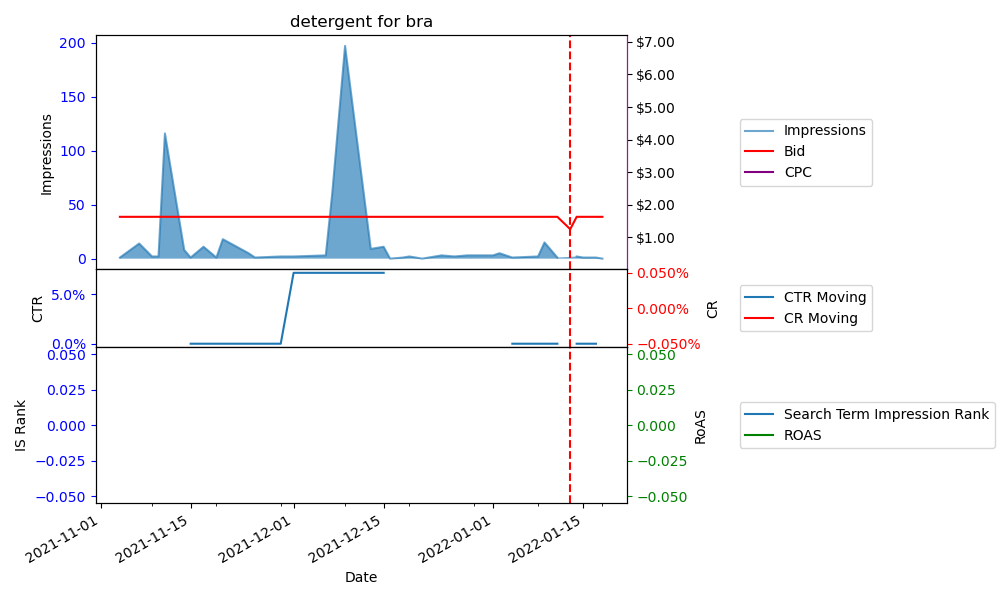 detergent for bra
200
150
100
50
0
Impressions
$7.00
$6.00
$5.00
$4.00
$3.00
$2.00
$1.00
Impressions
Bid
CPC
5.0%
0.0%
CTR
0.050%
0.000%
−0.050%
CR
CTR Moving
CR Moving
0.050
0.025
0.000
−0.025
−0.050
IS Rank
0.050
0.025
0.000
−0.025
−0.050
RoAS
Search Term Impression Rank
ROAS
2021-11-01
2021-11-15
2021-12-01
2021-12-15
2022-01-01
2022-01-15
Date